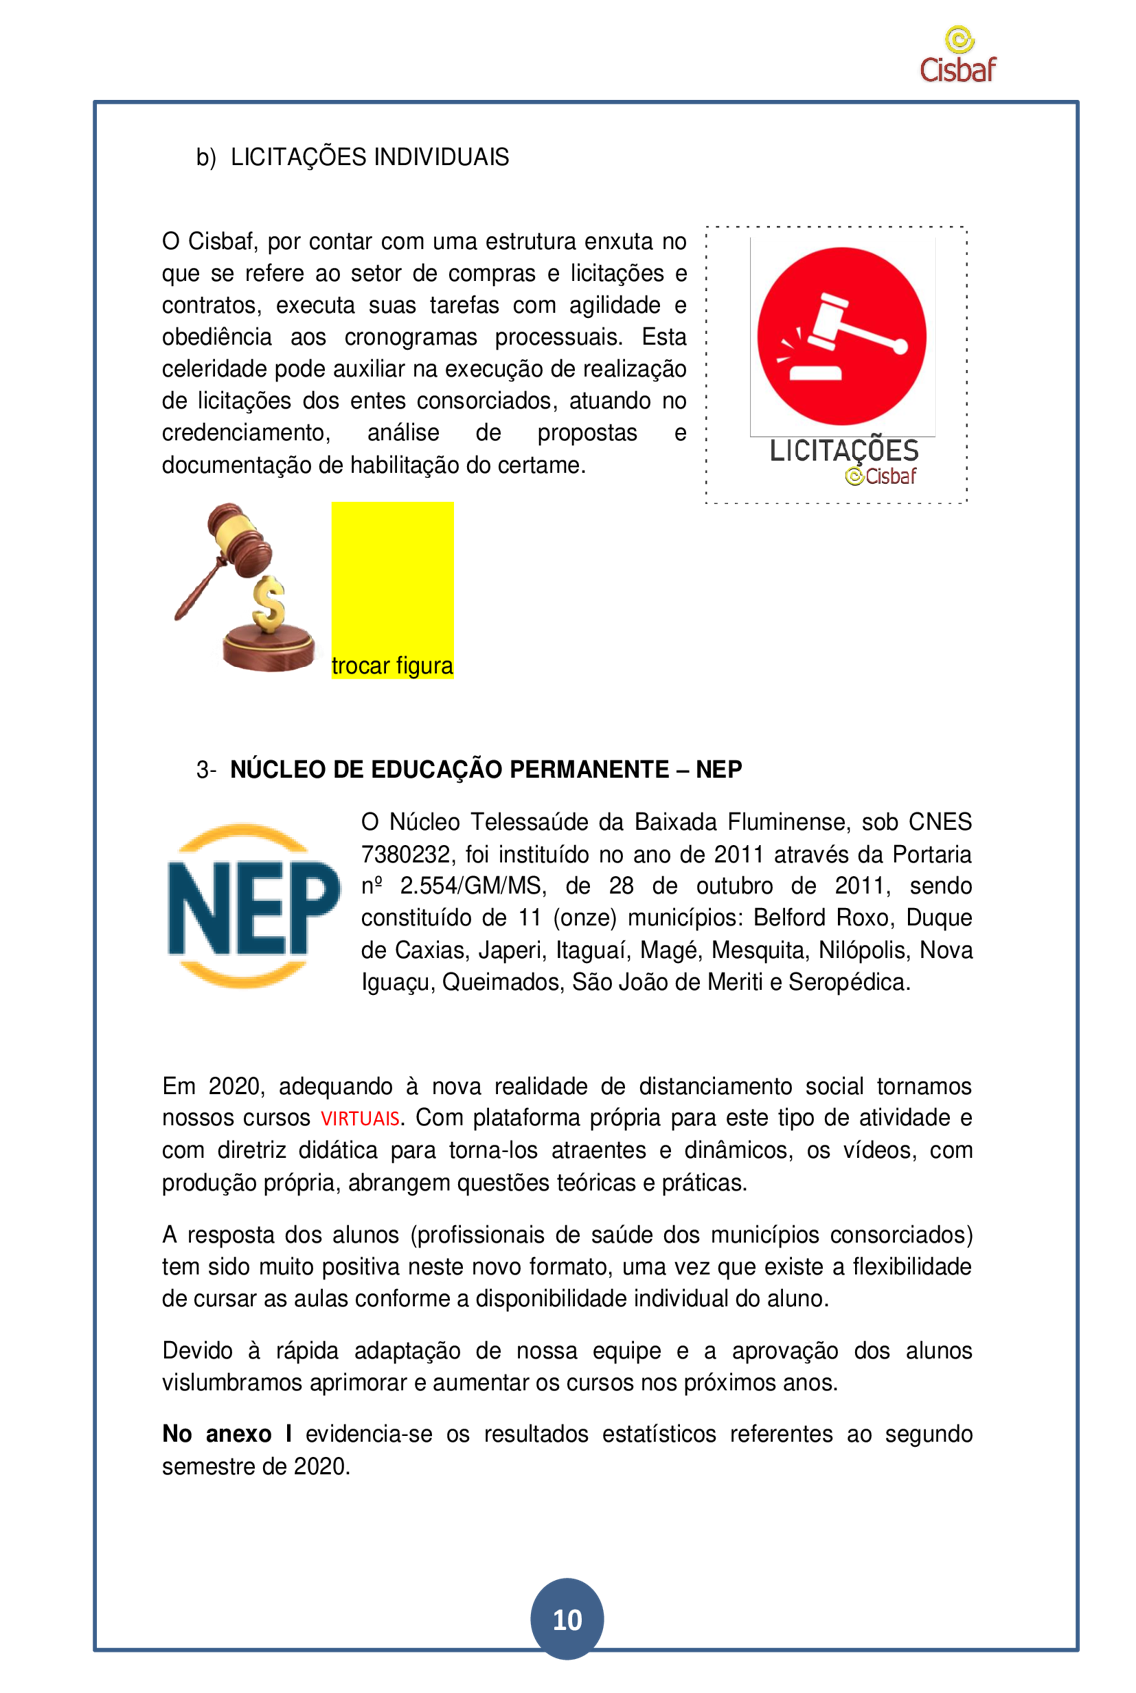 Cisbaf
b) LICITAÇÕES INDIVIDUAIS
O Cisbaf, por contar com uma estrutura enxuta no
que se refere ao setor de compras e licitações e
contratos, executa suas tarefas com agilidade e
obediência aos cronogramas processuais. Esta
celeridade pode auxiliar na execução de realização
de licitações dos entes consorciados, atuando no
credenciamento, análise de propostas e
documentação de habilitação do certame.
LICITAÇÕES
Cisbaf
trocar figura
3- NÚCLEO DE EDUCAÇÃO PERMANENTE – NEP
NEP
O Núcleo Telessaúde da Baixada Fluminense, sob CNES
7380232, foi instituído no ano de 2011 através da Portaria
nº 2.554/GM/MS, de 28 de outubro de 2011, sendo
constituído de 11 (onze) municípios: Belford Roxo, Duque
de Caxias, Japeri, Itaguaí, Magé, Mesquita, Nilópolis, Nova
Iguaçu, Queimados, São João de Meriti e Seropédica.
Em 2020, adequando à nova realidade de distanciamento social tornamos
nossos cursos VIRTUAIS. Com plataforma própria para este tipo de atividade e
com diretriz didática para torna-los atraentes e dinâmicos, os vídeos, com
produção própria, abrangem questões teóricas e práticas.
A resposta dos alunos (profissionais de saúde dos municípios consorciados)
tem sido muito positiva neste novo formato, uma vez que existe a flexibilidade
de cursar as aulas conforme a disponibilidade individual do aluno.
Devido à rápida adaptação de nossa equipe e a aprovação dos alunos
vislumbramos aprimorar e aumentar os cursos nos próximos anos.
No anexo I evidencia-se os resultados estatísticos referentes ao segundo
semestre de 2020.
10